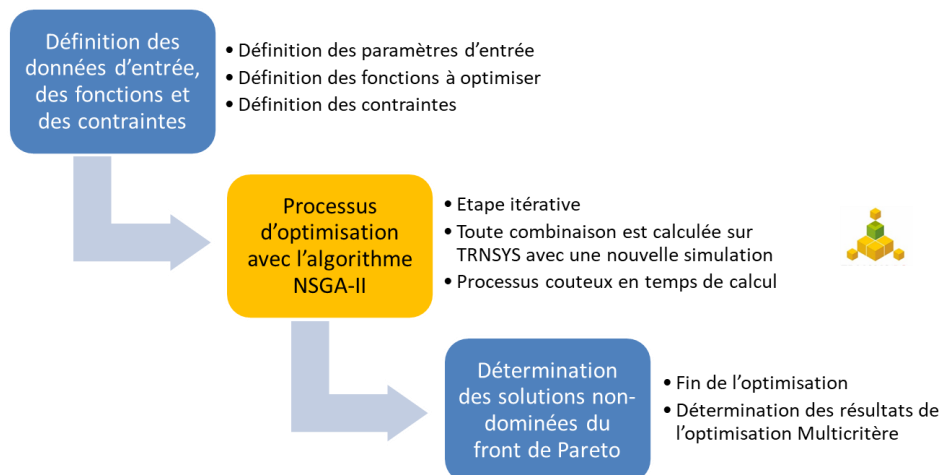 Définition des
données d'entrée,
des fonctions et
des contraintes
• Définition des paramètres d'entrée
• Définition des fonctions à optimiser
• Définition des contraintes
Processus
d'optimisation
avec l'algorithme
NSGA-II
• Etape itérative
• Toute combinaison est calculée sur
TRNSYS avec une nouvelle simulation
• Processus couteux en temps de calcul
Détermination
des solutions non-
dominées du
front de Pareto
• Fin de l'optimisation
• Détermination des résultats de
l'optimisation Multicritère